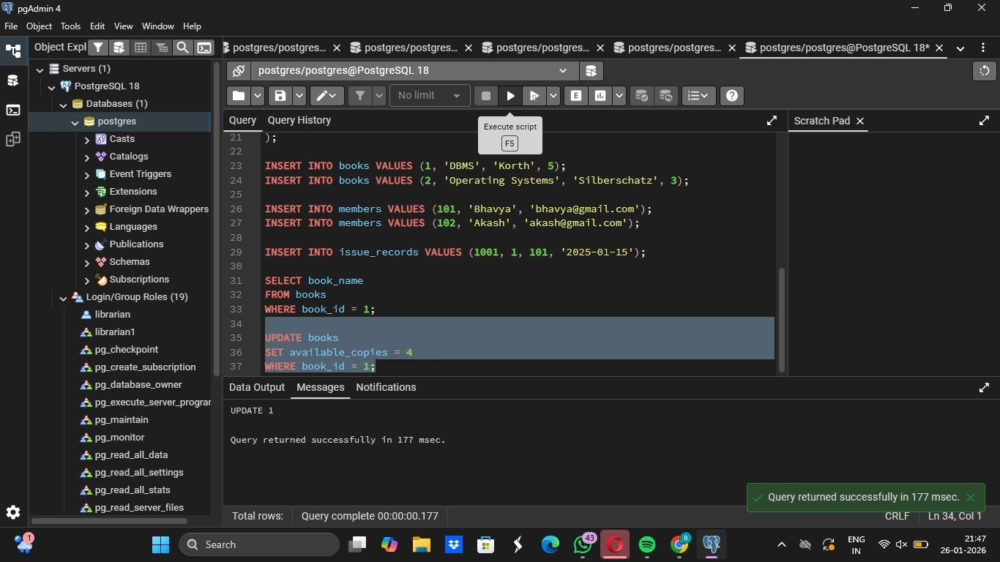 pgAdmin 4
File Object Tools Edit View Window Help
Object Expl
postgres/postgres... postgres/postgres... postgres/postgres... postgres/postgres... postgres/postgres@PostgreSQL 18*
Servers (1)
PostgreSQL 18
Databases (1)
postgres
Casts
Catalogs
Event Triggers
Extensions
Foreign Data Wrappers
Languages
Publications
Schemas
Subscriptions
Login/Group Roles (19)
librarian
librarian1
pg_checkpoint
pg_create_subscription
pg_database_owner
pg_execute_server_program
pg_maintain
pg_monitor
pg_read_all_data
pg_read_all_settings
pg_read_all_stats
pg_read_server_files
postgres/postgres@PostgreSQL 18
No limit
E
Query Query History
Execute script
F5
Scratch Pad
21 );
22
23 INSERT INTO books VALUES (1, 'DBMS', 'Korth', 5);
24 INSERT INTO books VALUES (2, 'Operating Systems', 'Silberschatz', 3);
25
26 INSERT INTO members VALUES (101, 'Bhavya', 'bhavya@gmail.com');
27 INSERT INTO members VALUES (102, 'Akash', 'akash@gmail.com');
28
29 INSERT INTO issue_records VALUES (1001, 1, 101, '2025-01-15');
30
31 SELECT book_name
32 FROM books
33 WHERE book_id = 1;
34
35 UPDATE books
36 SET available_copies = 4
37 WHERE book_id = 1;
Data Output Messages Notifications
UPDATE 1
Query returned successfully in 177 msec.
Query returned successfully in 177 msec.
Total rows: Query complete 00:00:00.177 CRLF Ln 34, Col 1
1
Search
43
B
ENG
IN
21:47
26-01-2026